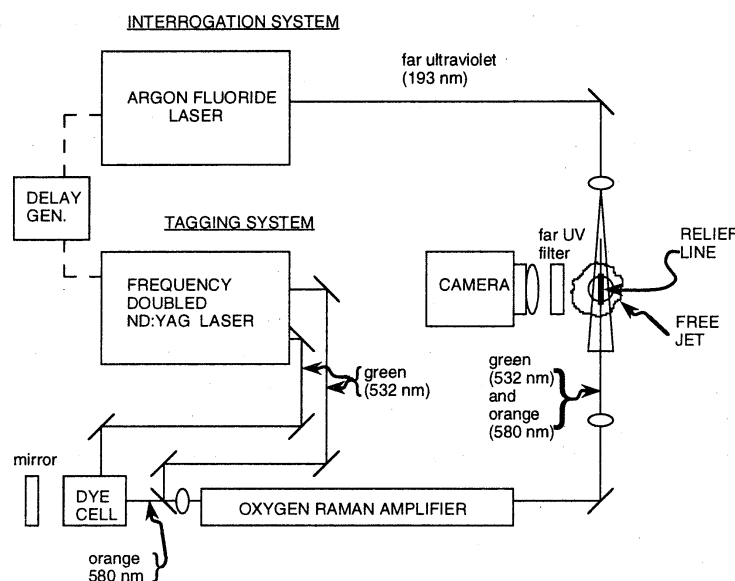 INTERROGATION SYSTEM
far ultraviolet
(193 nm)
ARGON FLUORIDE
LASER
DELAY
GEN.
TAGGING SYSTEM
FREQUENCY
DOUBLED
ND:YAG LASER
CAMERA
far UV
filter
RELIEF
LINE
FREE
JET
green
(532 nm)
green
(532 nm)
and
orange
(580 nm)
mirror
DYE
CELL
OXYGEN RAMAN AMPLIFIER
orange
580 nm